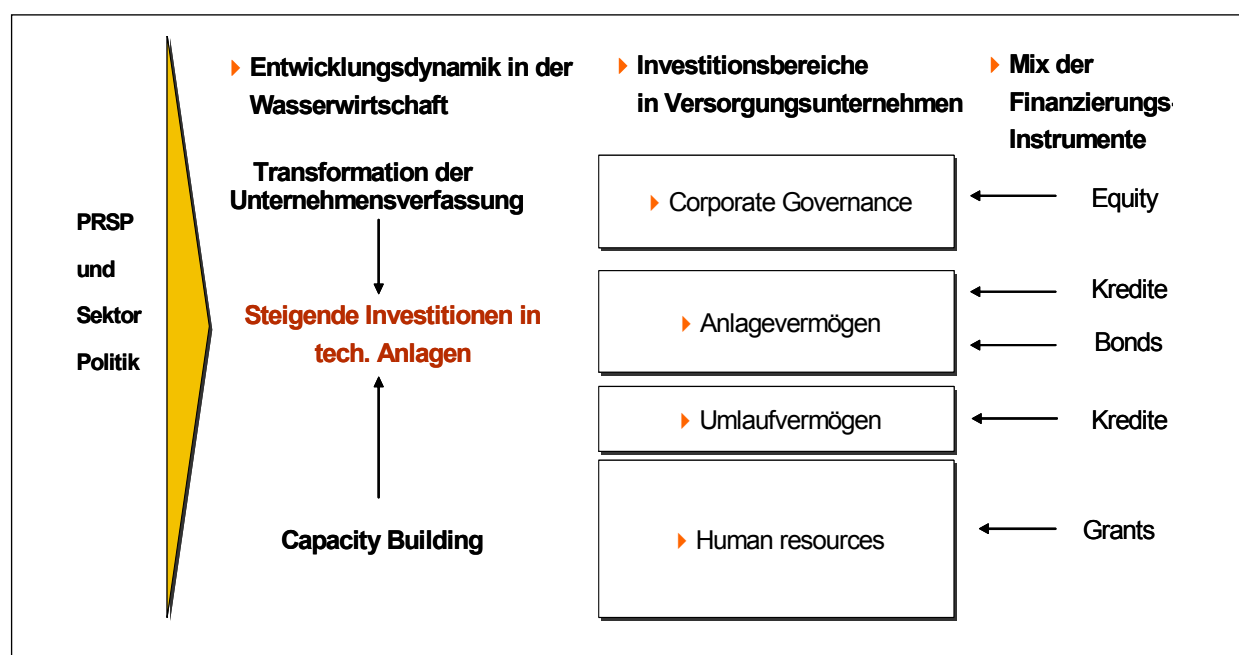 Entwicklungsdynamik in der
Wasserwirtschaft
Investitionsbereiche
in Versorgungsunternehmen
Mix der
Finanzierungs-
Instrumente
PRSP
und
Sektor
Politik
Transformation der
Unternehmensverfassung
Steigende Investitionen in
tech. Anlagen
Capacity Building
Corporate Governance
Anlagevermögen
Umlaufvermögen
Human resources
Equity
Kredite
Bonds
Kredite
Grants